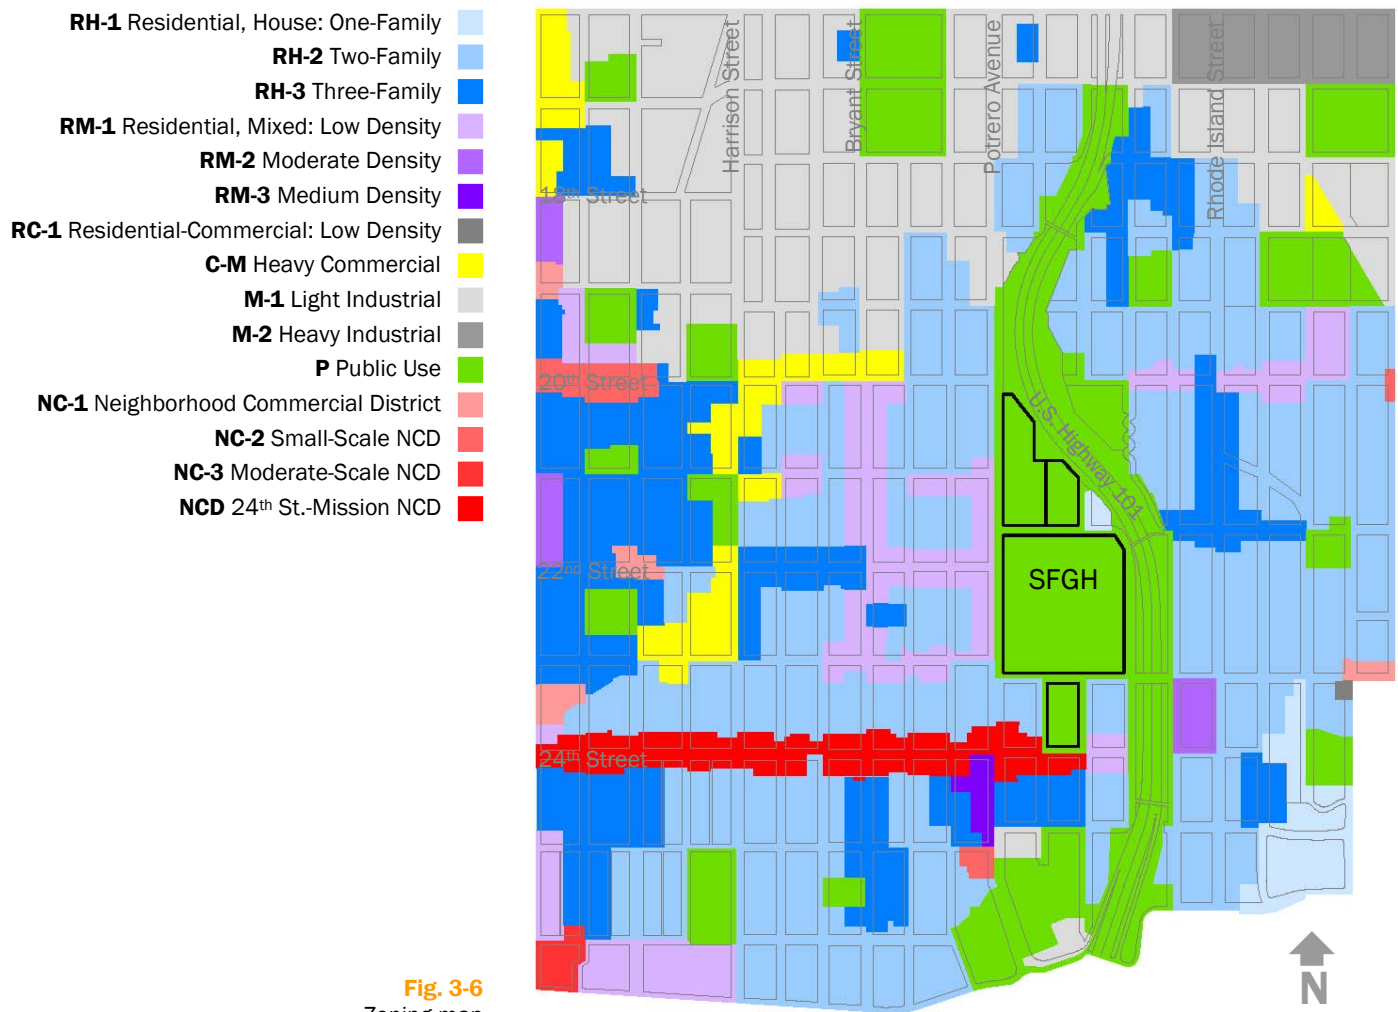 RH-1 Residential, House: One-Family
RH-2 Two-Family
RH-3 Three-Family
RM-1 Residential, Mixed: Low Density
RM-2 Moderate Density
RM-3 Medium Density
RC-1 Residential-Commercial: Low Density
C-M Heavy Commercial
M-1 Light Industrial
M-2 Heavy Industrial
P Public Use
NC-1 Neighborhood Commercial District
NC-2 Small-Scale NCD
NC-3 Moderate-Scale NCD
NCD 24th St.-Mission NCD
Harrison Street
Bryant Street
Potrero Avenue
Rhode Island Street
18th Street
20th Street
U.S. Highway 101
22nd Street
SFGH
24th Street
N
Fig. 3-6
Zoning map